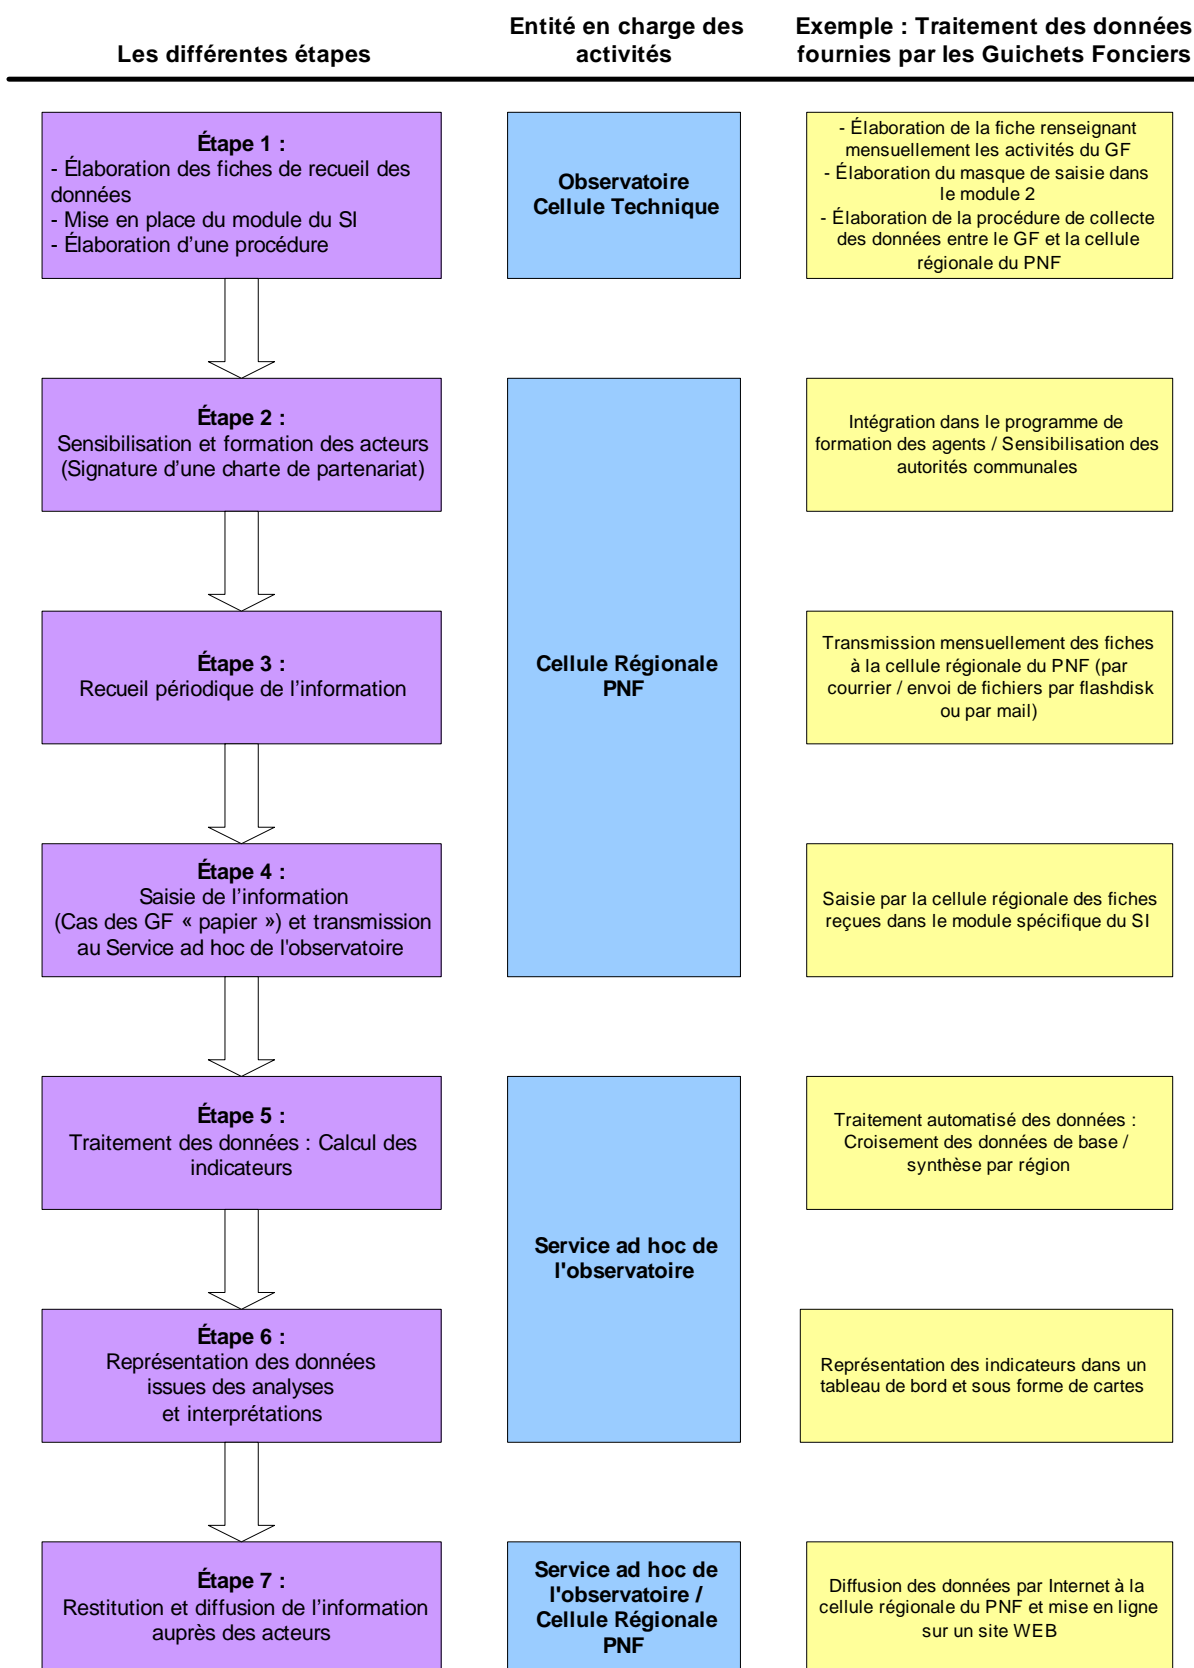 Les différentes étapes
Entité en charge des
activités
Exemple : Traitement des données
fournies par les Guichets Fonciers
Étape 1 :
- Élaboration des fiches de recueil des
données
- Mise en place du module du SI
- Élaboration d’une procédure
Observatoire
Cellule Technique
- Élaboration de la fiche renseignant
mensuellement les activités du GF
- Élaboration du masque de saisie dans
le module 2
- Élaboration de la procédure de collecte
des données entre le GF et la cellule
régionale du PNF
Étape 2 :
Sensibilisation et formation des acteurs
(Signature d’une charte de partenariat)
Intégration dans le programme de
formation des agents / Sensibilisation des
autorités communales
Étape 3 :
Recueil périodique de l’information
Cellule Régionale
PNF
Transmission mensuellement des fiches
à la cellule régionale du PNF (par
courrier / envoi de fichiers par flashdisk
ou par mail)
Étape 4 :
Saisie de l’information
(Cas des GF « papier ») et transmission
au Service ad hoc de l'observatoire
Saisie par la cellule régionale des fiches
reçues dans le module spécifique du SI
Étape 5 :
Traitement des données : Calcul des
indicateurs
Traitement automatisé des données :
Croisement des données de base /
synthèse par région
Service ad hoc de
l'observatoire
Étape 6 :
Représentation des données
issues des analyses
et interprétations
Représentation des indicateurs dans un
tableau de bord et sous forme de cartes
Étape 7 :
Restitution et diffusion de l’information
auprès des acteurs
Service ad hoc de
l'observatoire /
Cellule Régionale
PNF
Diffusion des données par Internet à la
cellule régionale du PNF et mise en ligne
sur un site WEB